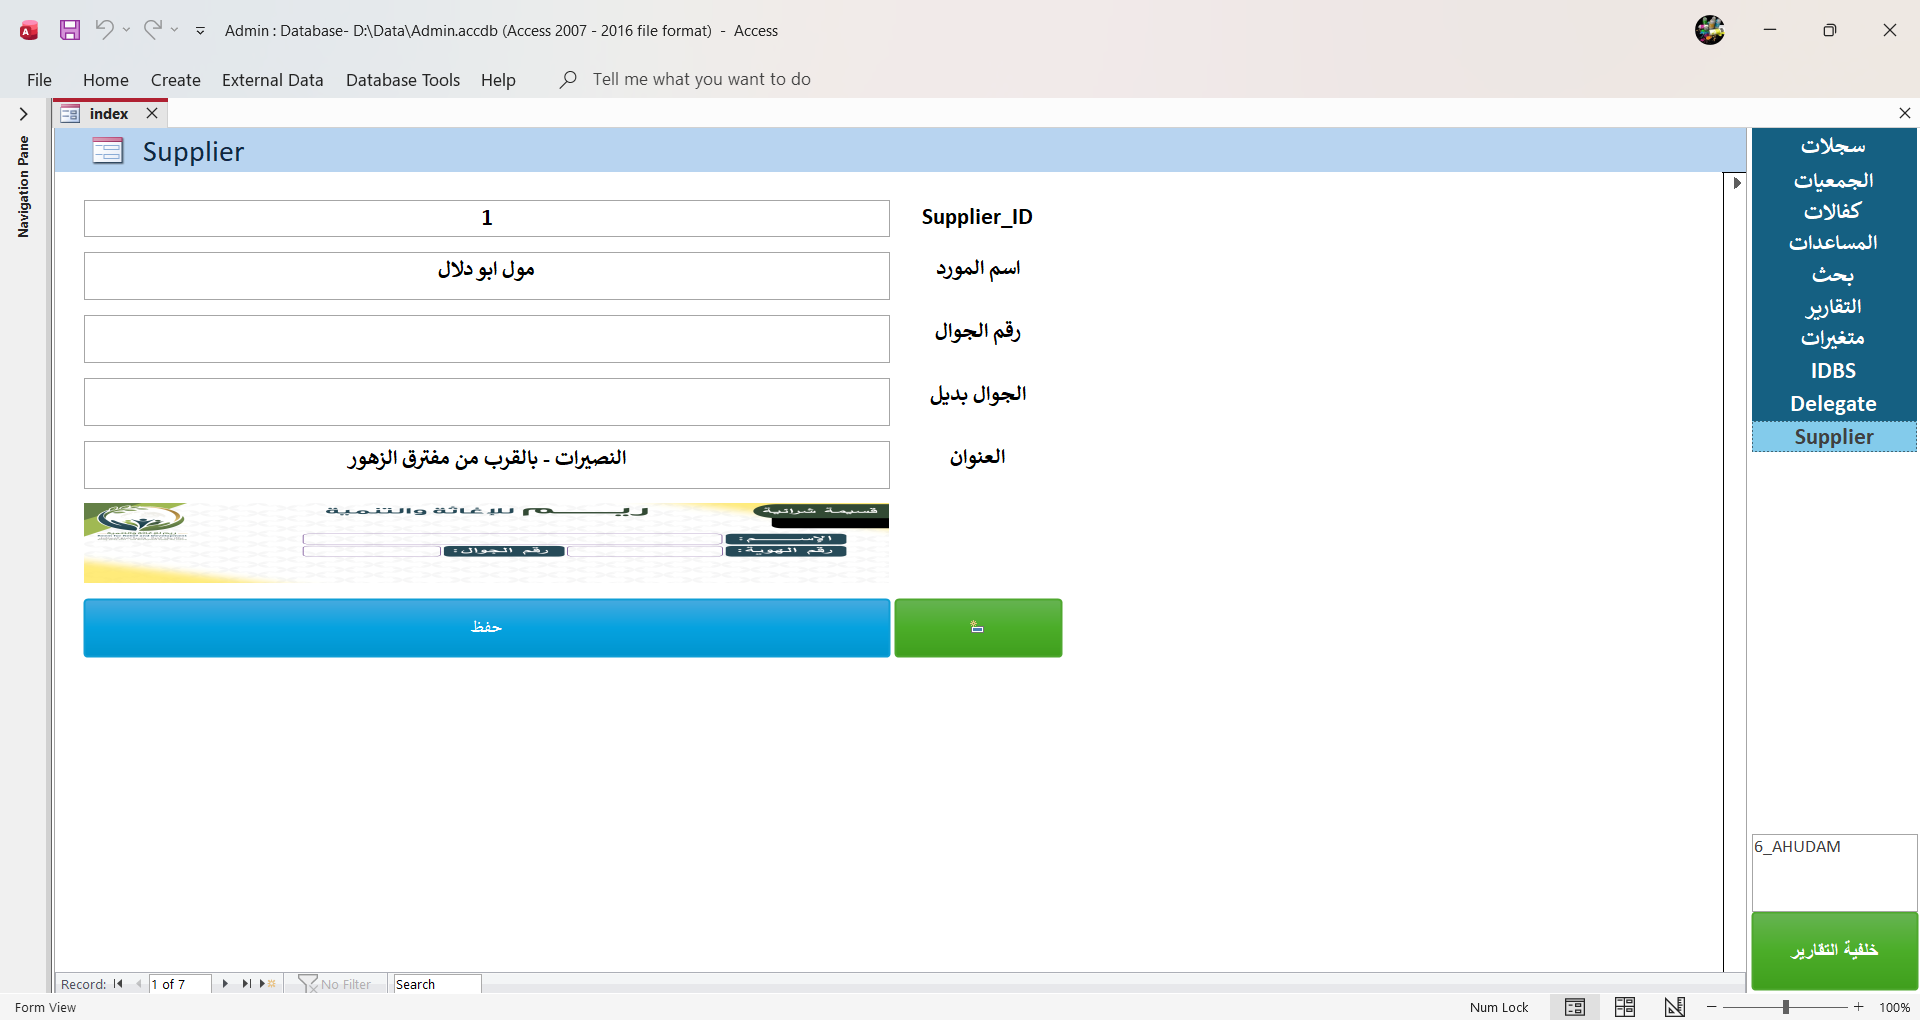 Admin : Database- D:\Data\Admin.accdb (Access 2007 - 2016 file format) - Access
File Home Create External Data Database Tools Help Tell me what you want to do
Navigation Pane
index
Supplier
Supplier_ID 1
اسم المورد مول ابو دلال
رقم الجوال
الجوال بديل
العنوان النصيرات - بالقرب من مفترق الزهور
قسيمة شرائية
ريـــــم للإغاثة والتنمية
الإســـــم :
رقم الهوية : رقم الجوال :
حفظ
سجلات
الجمعيات
كفالات
المساعدات
بحث
التقارير
متغيرات
IDBS
Delegate
Supplier
6_AHUDAM
خلفية التقارير
Record: 1 of 7 No Filter Search
Form View Num Lock 100%